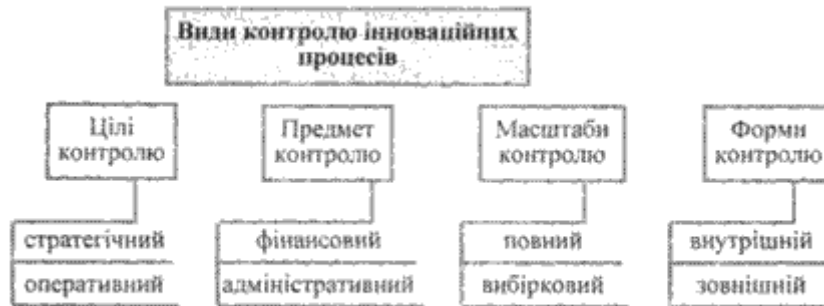 Види контролю інноваційних
процесів
Цілі
контролю
Предмет
контролю
Масштаби
контролю
Форми
контролю
стратегічний
оперативний
фінансовий
адміністративний
повний
вибірковий
внутрішній
зовнішній